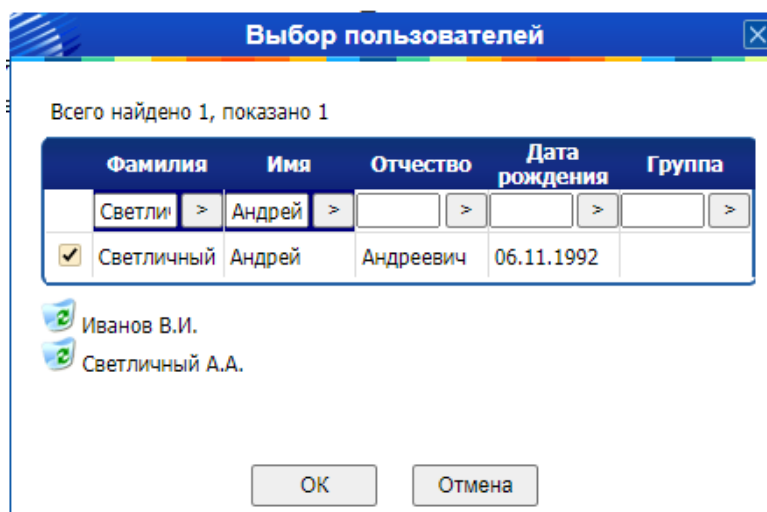 Выбор пользователей
Всего найдено 1, показано 1
Фамилия Имя Отчество Дата рождения Группа
Светли > Андрей > > > >
Светличный Андрей Андреевич 06.11.1992
Иванов В.И.
Светличный А.А.
ОК Отмена